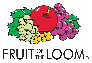 FRUIT OF THE LOOM.